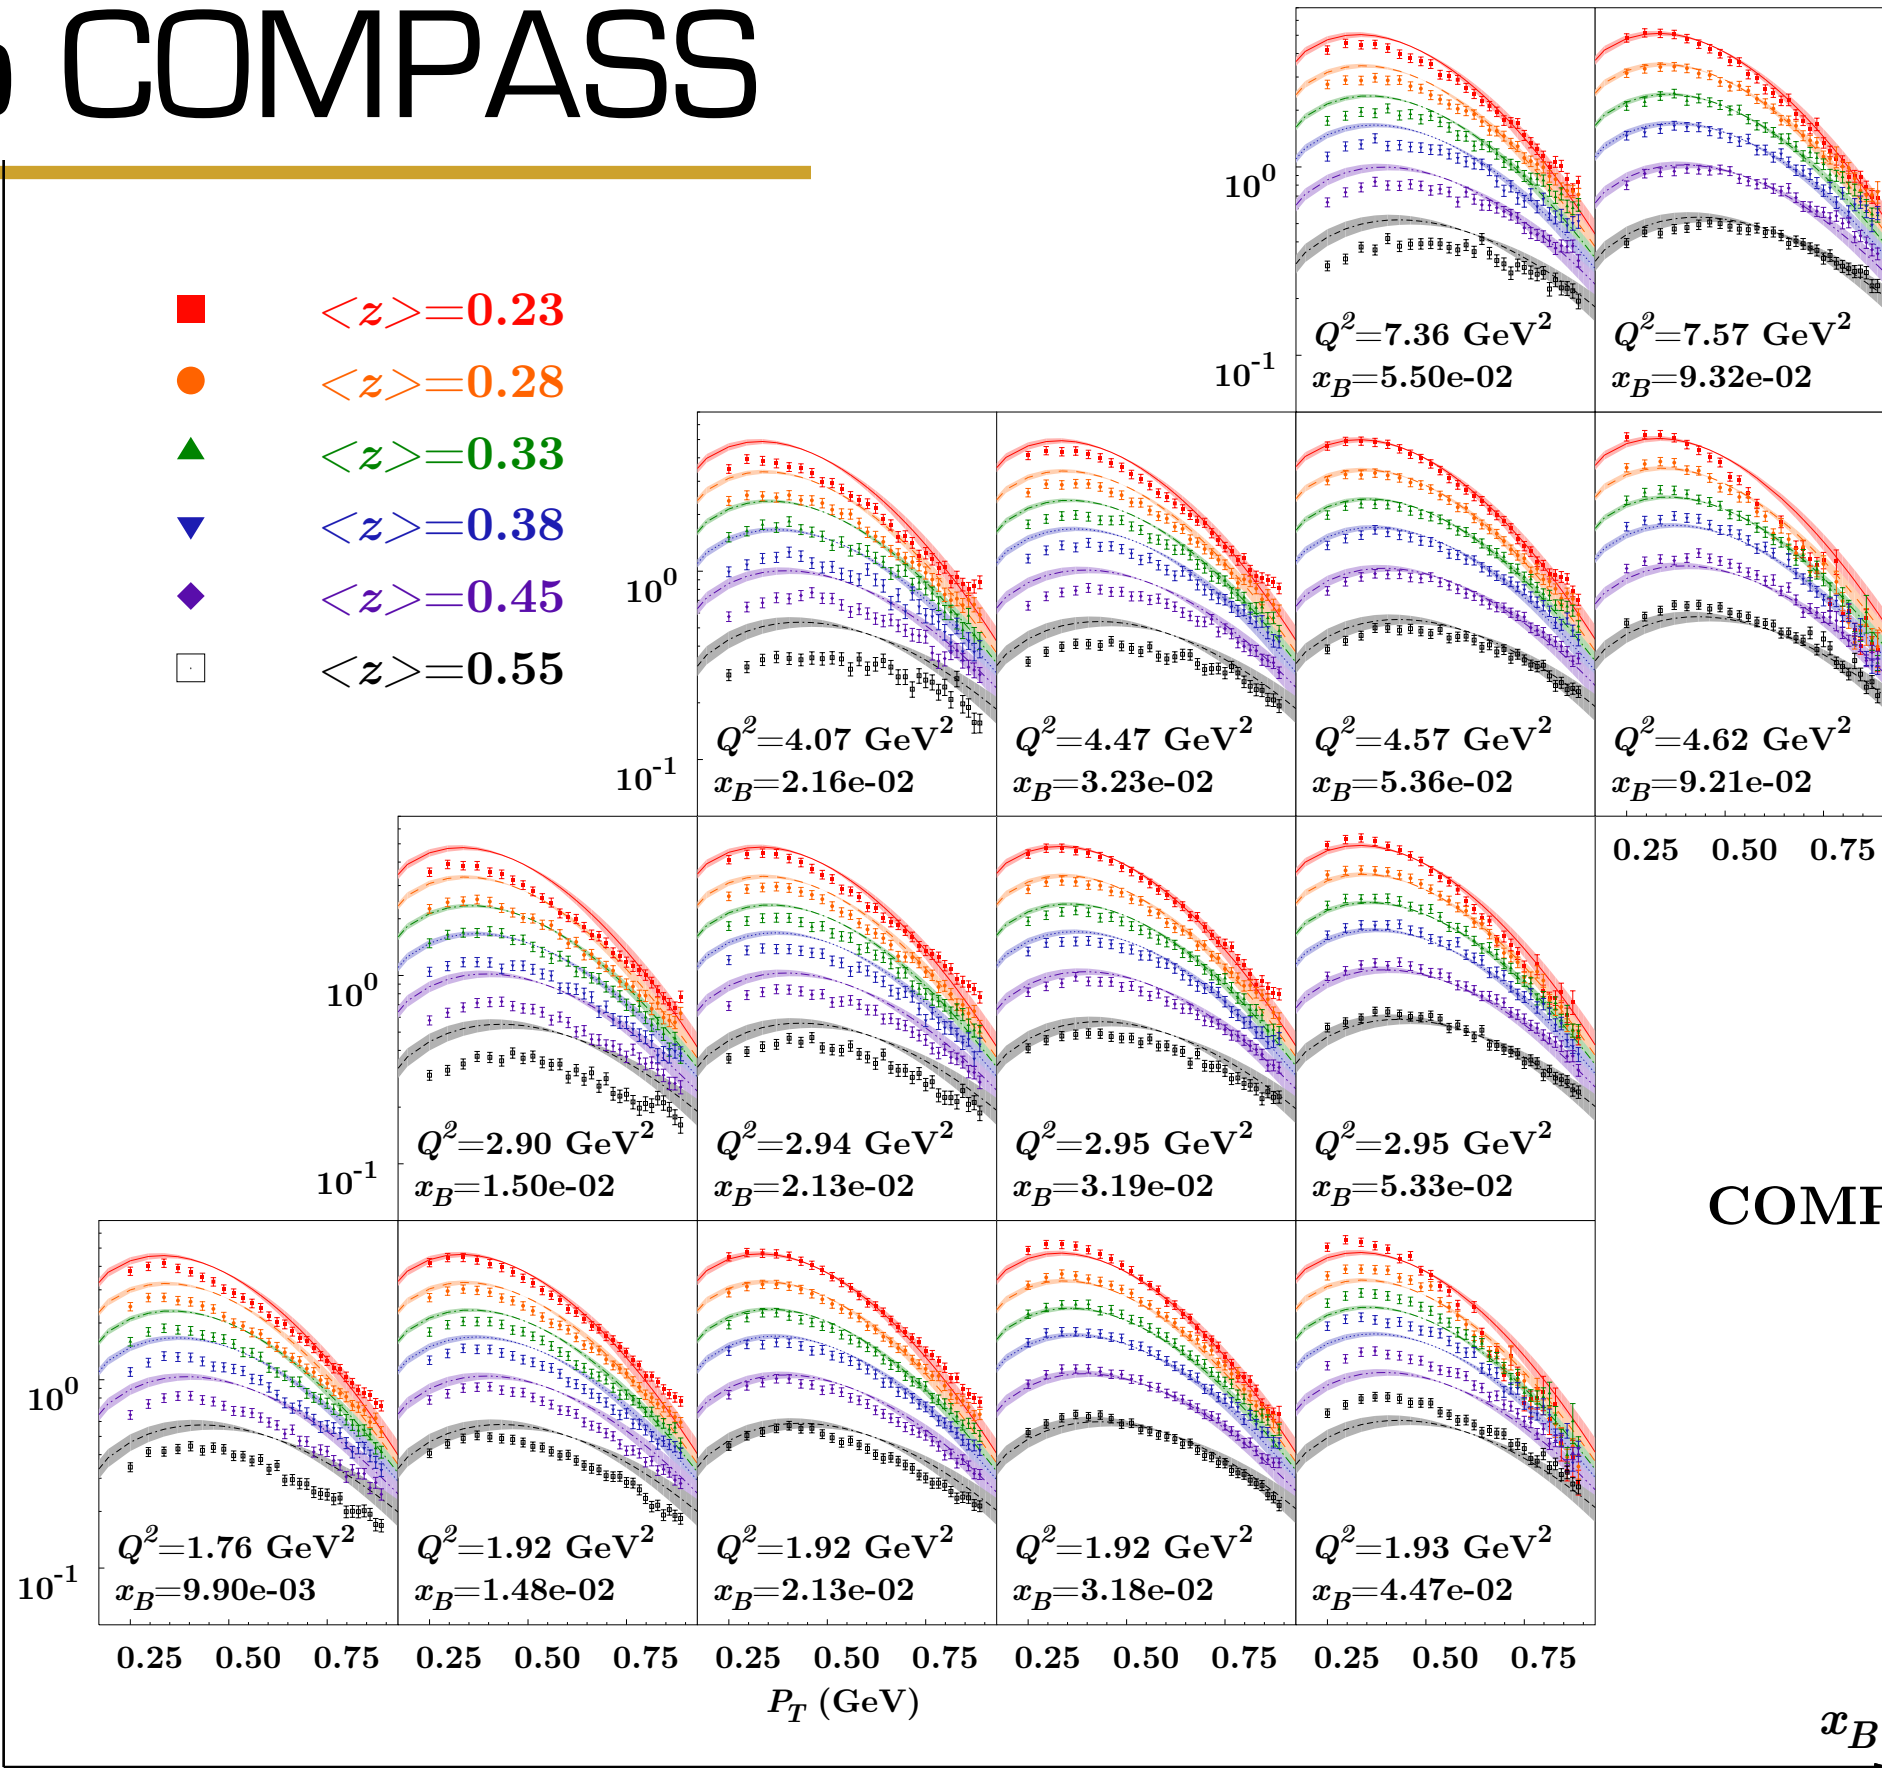 COMPASS
<z>=0.23
<z>=0.28
<z>=0.33
<z>=0.38
<z>=0.45
<z>=0.55
10^0
10^-1
Q^2=7.36 GeV^2
x_B=5.50e-02
Q^2=7.57 GeV^2
x_B=9.32e-02
10^0
10^-1
Q^2=4.07 GeV^2
x_B=2.16e-02
Q^2=4.47 GeV^2
x_B=3.23e-02
Q^2=4.57 GeV^2
x_B=5.36e-02
Q^2=4.62 GeV^2
x_B=9.21e-02
0.25 0.50 0.75
10^0
10^-1
Q^2=2.90 GeV^2
x_B=1.50e-02
Q^2=2.94 GeV^2
x_B=2.13e-02
Q^2=2.95 GeV^2
x_B=3.19e-02
Q^2=2.95 GeV^2
x_B=5.33e-02
COMP
10^0
10^-1
Q^2=1.76 GeV^2
x_B=9.90e-03
Q^2=1.92 GeV^2
x_B=1.48e-02
Q^2=1.92 GeV^2
x_B=2.13e-02
Q^2=1.92 GeV^2
x_B=3.18e-02
Q^2=1.93 GeV^2
x_B=4.47e-02
0.25 0.50 0.75 0.25 0.50 0.75 0.25 0.50 0.75 0.25 0.50 0.75 0.25 0.50 0.75
P_T (GeV)
x_B